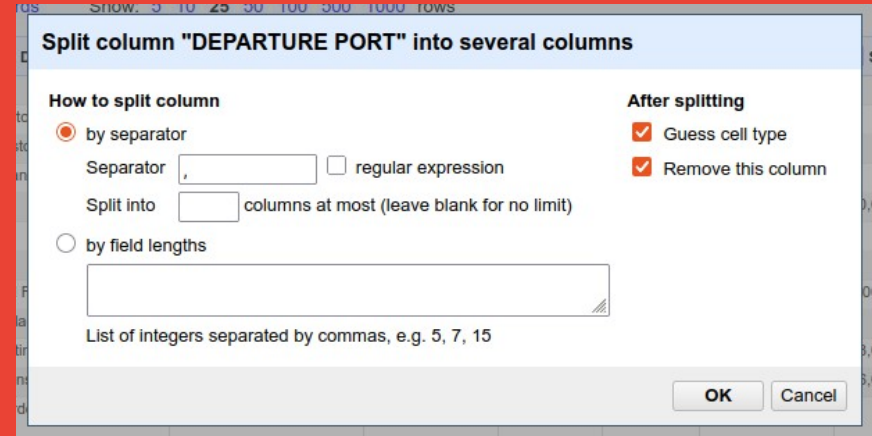 rds Show: 5 10 25 50 100 500 1000 rows
Split column "DEPARTURE PORT" into several columns
How to split column
After splitting
by separator
Guess cell type
Separator , regular expression
Remove this column
Split into columns at most (leave blank for no limit)
by field lengths
List of integers separated by commas, e.g. 5, 7, 15
OK Cancel